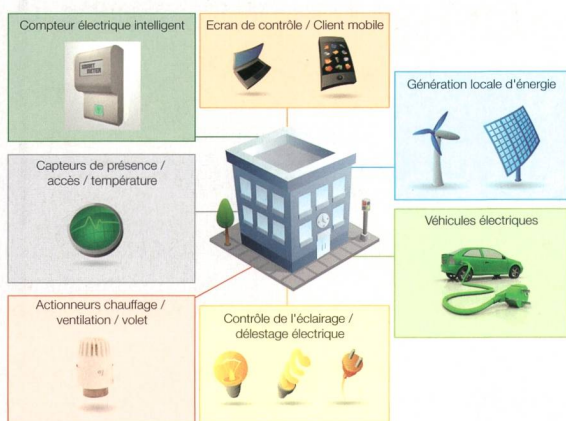 Compteur électrique intelligent
SMART
METER
Ecran de contrôle / Client mobile
Génération locale d'énergie
Capteurs de présence /
accès / température
Véhicules électriques
Actionneurs chauffage /
ventilation / volet
Contrôle de l'éclairage /
délestage électrique